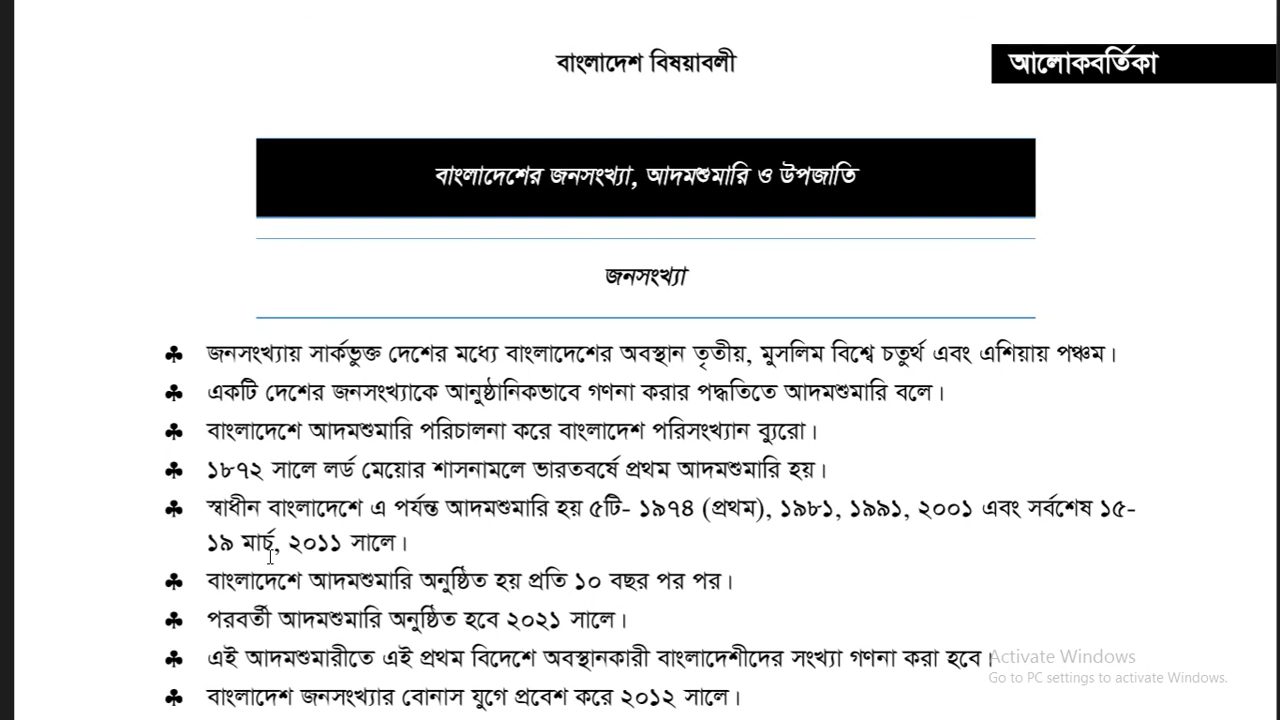 বাংলাদেশ বিষয়াবলী
আলোকবর্তিকা
বাংলাদেশের জনসংখ্যা, আদমশুমারি ও উপজাতি
জনসংখ্যা
♣ জনসংখ্যায় সার্কভুক্ত দেশের মধ্যে বাংলাদেশের অবস্থান তৃতীয়, মুসলিম বিশ্বে চতুর্থ এবং এশিয়ায় পঞ্চম।
♣ একটি দেশের জনসংখ্যাকে আনুষ্ঠানিকভাবে গণনা করার পদ্ধতিতে আদমশুমারি বলে।
♣ বাংলাদেশে আদমশুমারি পরিচালনা করে বাংলাদেশ পরিসংখ্যান ব্যুরো।
♣ ১৮৭২ সালে লর্ড মেয়োর শাসনামলে ভারতবর্ষে প্রথম আদমশুমারি হয়।
♣ স্বাধীন বাংলাদেশে এ পর্যন্ত আদমশুমারি হয় ৫টি- ১৯৭৪ (প্রথম), ১৯৮১, ১৯৯১, ২০০১ এবং সর্বশেষ ১৫-
১৯ মার্চ, ২০১১ সালে।
♣ বাংলাদেশে আদমশুমারি অনুষ্ঠিত হয় প্রতি ১০ বছর পর পর।
♣ পরবর্তী আদমশুমারি অনুষ্ঠিত হবে ২০২১ সালে।
♣ এই আদমশুমারীতে এই প্রথম বিদেশে অবস্থানকারী বাংলাদেশীদের সংখ্যা গণনা করা হবে।
♣ বাংলাদেশ জনসংখ্যার বোনাস যুগে প্রবেশ করে ২০১২ সালে।
Activate Windows
Go to PC settings to activate Windows.